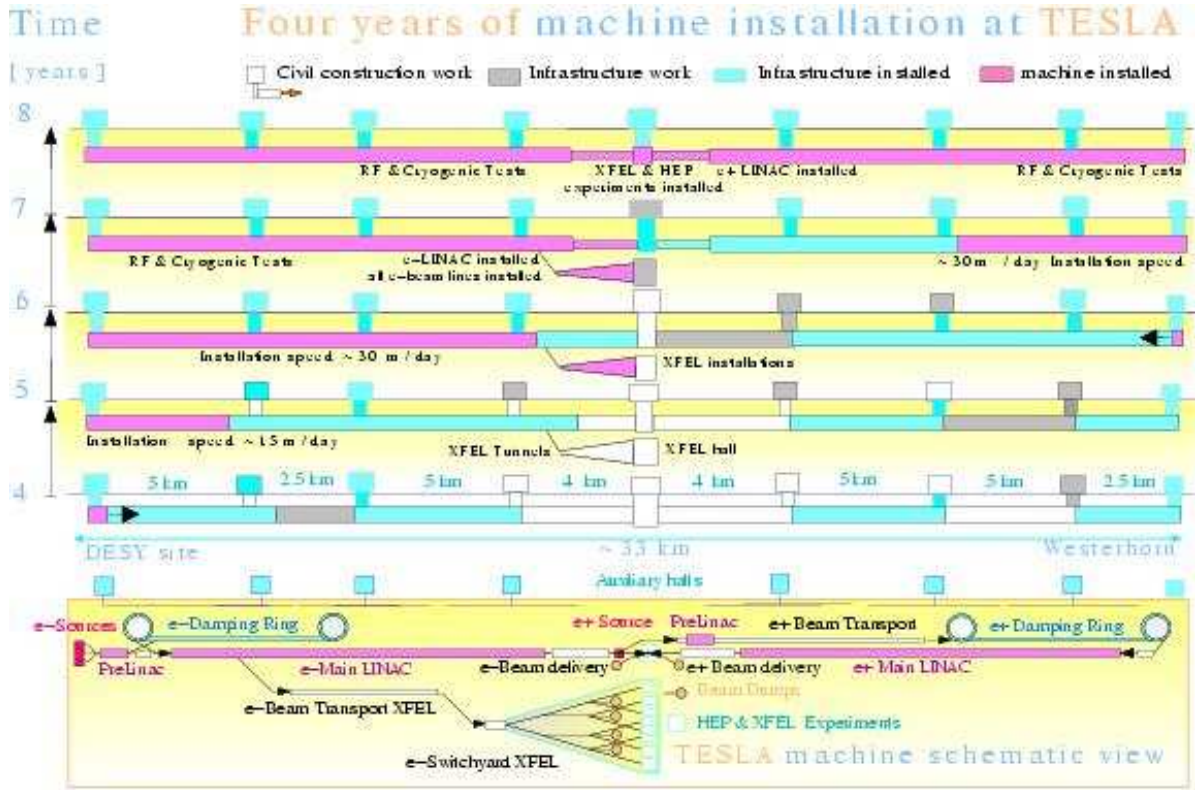 Time Four years of machine installation at TESLA
[years] Civil construction work Infrastructure work Infrastructure installed machine installed
8
RF & Cryogenic Tests XFEL & HEP e+ LINAC installed RF & Cryogenic Tests
experiments installed
7
RF & Cryogenic Tests e-LINAC installed ~ 30 m / day Installation speed
all e-beam lines installed
6
Installation speed ~ 30 m / day XFEL installations
5
Installation speed ~ 15 m / day XFEL Tunnels XFEL hall
4 5 km 2.5 km 5 km 4 km 4 km 5 km 5 km 2.5 km
DESY site ~ 33 km Westerhorn
Auxiliary halls
e-Sources e-Damping Ring e+ Source PreLinac e+ Beam Transport e+ Damping Ring
PreLinac e-Main LINAC e-Beam delivery e+ Beam delivery e+ Main LINAC
Beam Dumps
e-Beam Transport XFEL
HEP & XFEL Experiments
e-Switchyard XFEL TESLA machine schematic view